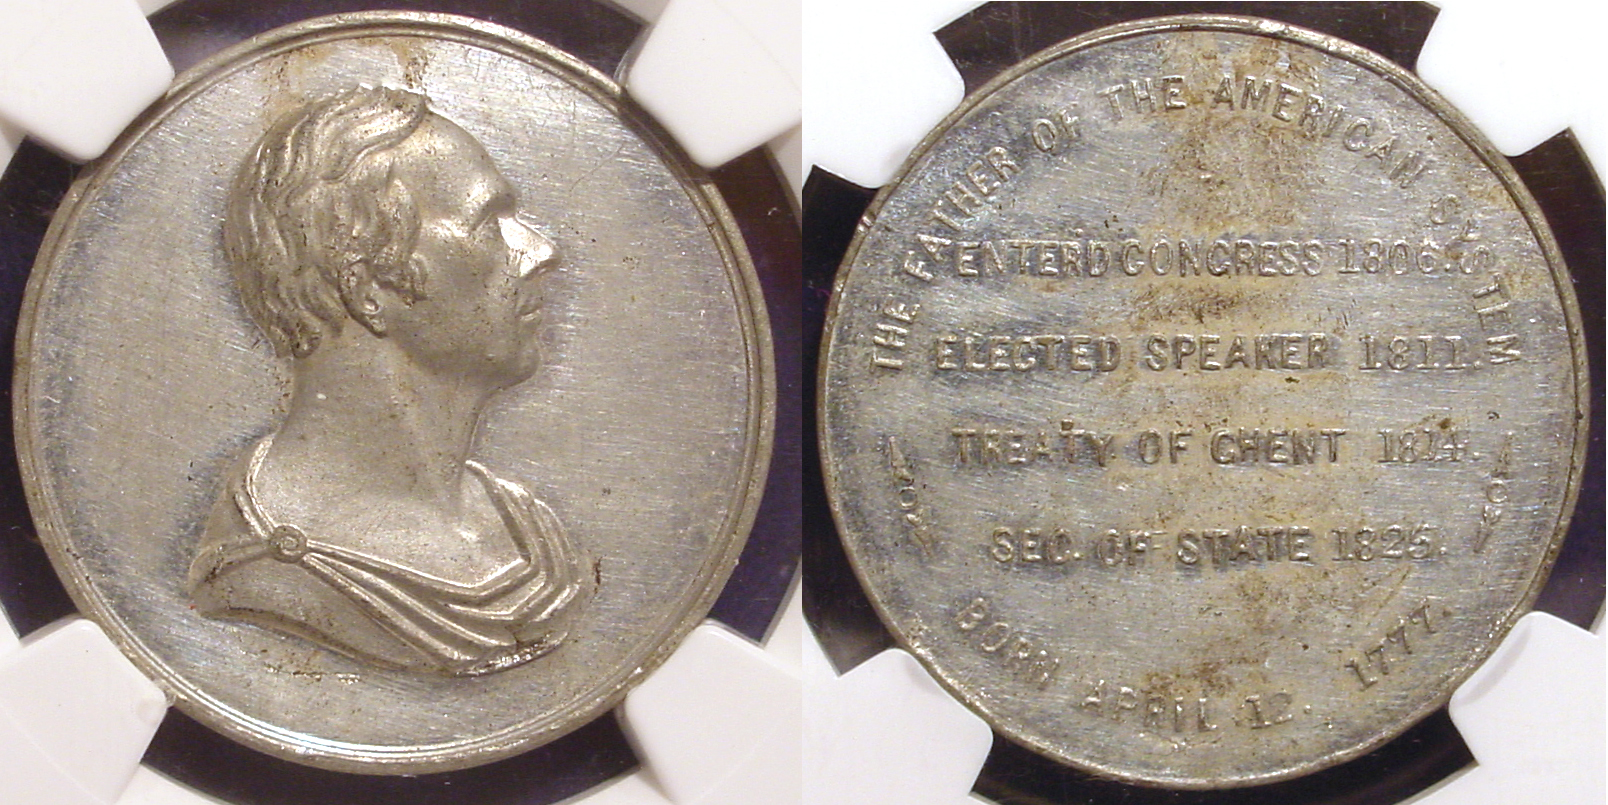 THE FATHER OF THE AMERICAN SYSTEM
ENTERD CONGRESS 1806.
ELECTED SPEAKER 1811.
TREATY OF GHENT 1814.
SEC. OF STATE 1825.
BORN APRIL 12. 1777.